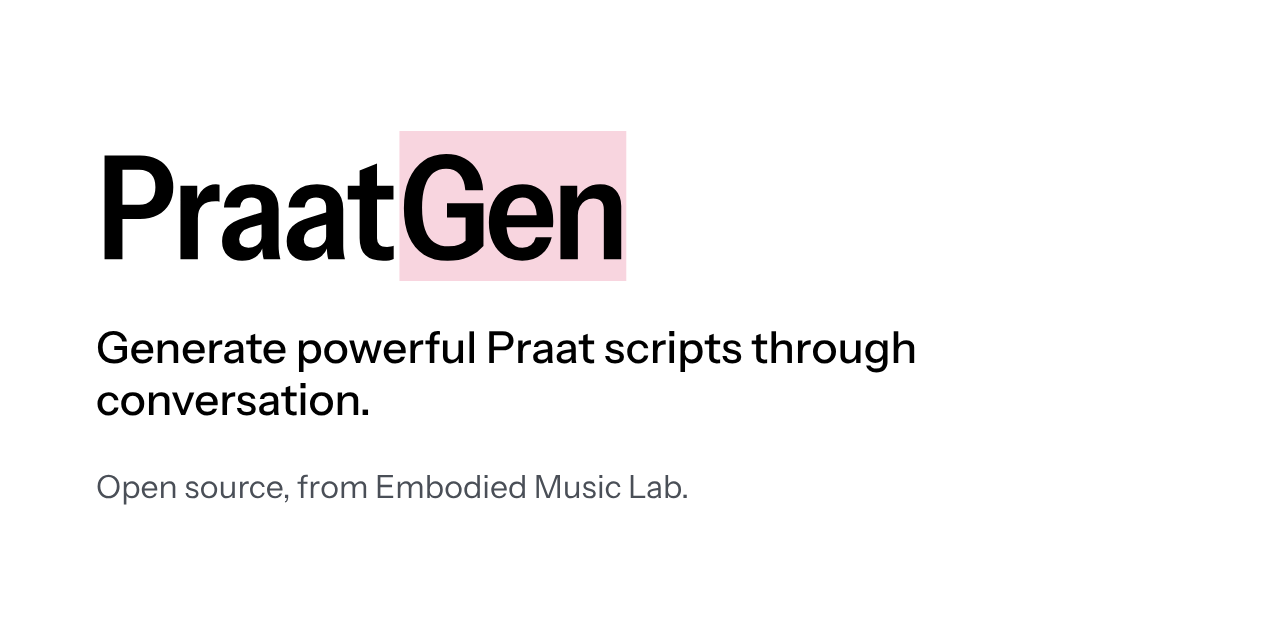 PraatGen
Generate powerful Praat scripts through
conversation.
Open source, from Embodied Music Lab.